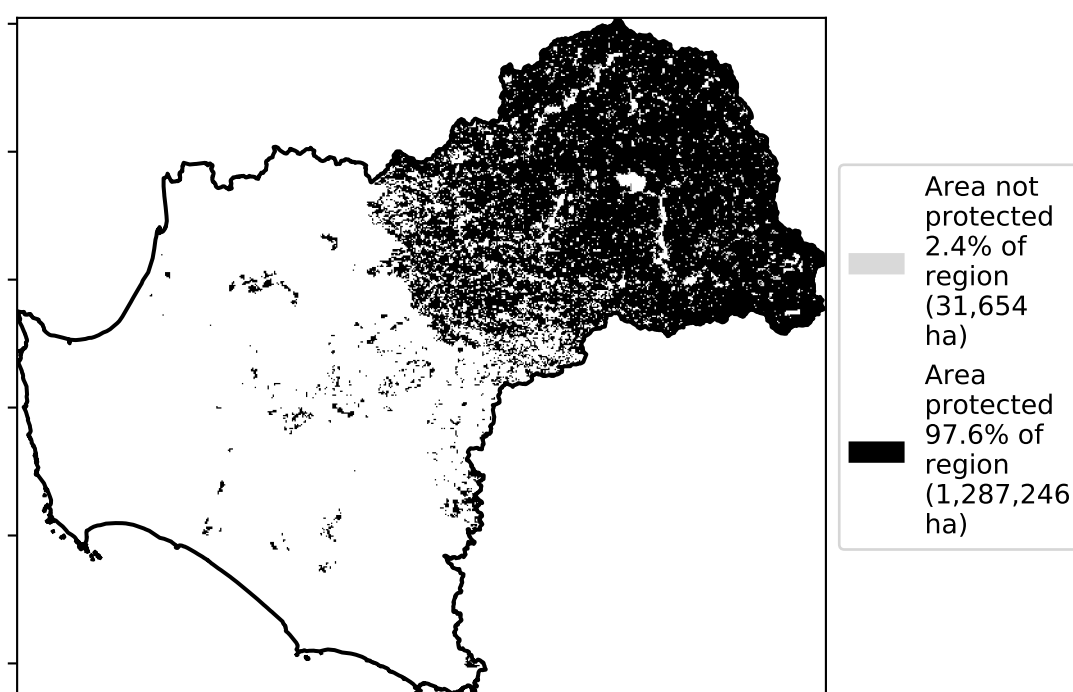 Area not
protected
2.4% of
region
(31,654
ha)
Area
protected
97.6% of
region
(1,287,246
ha)